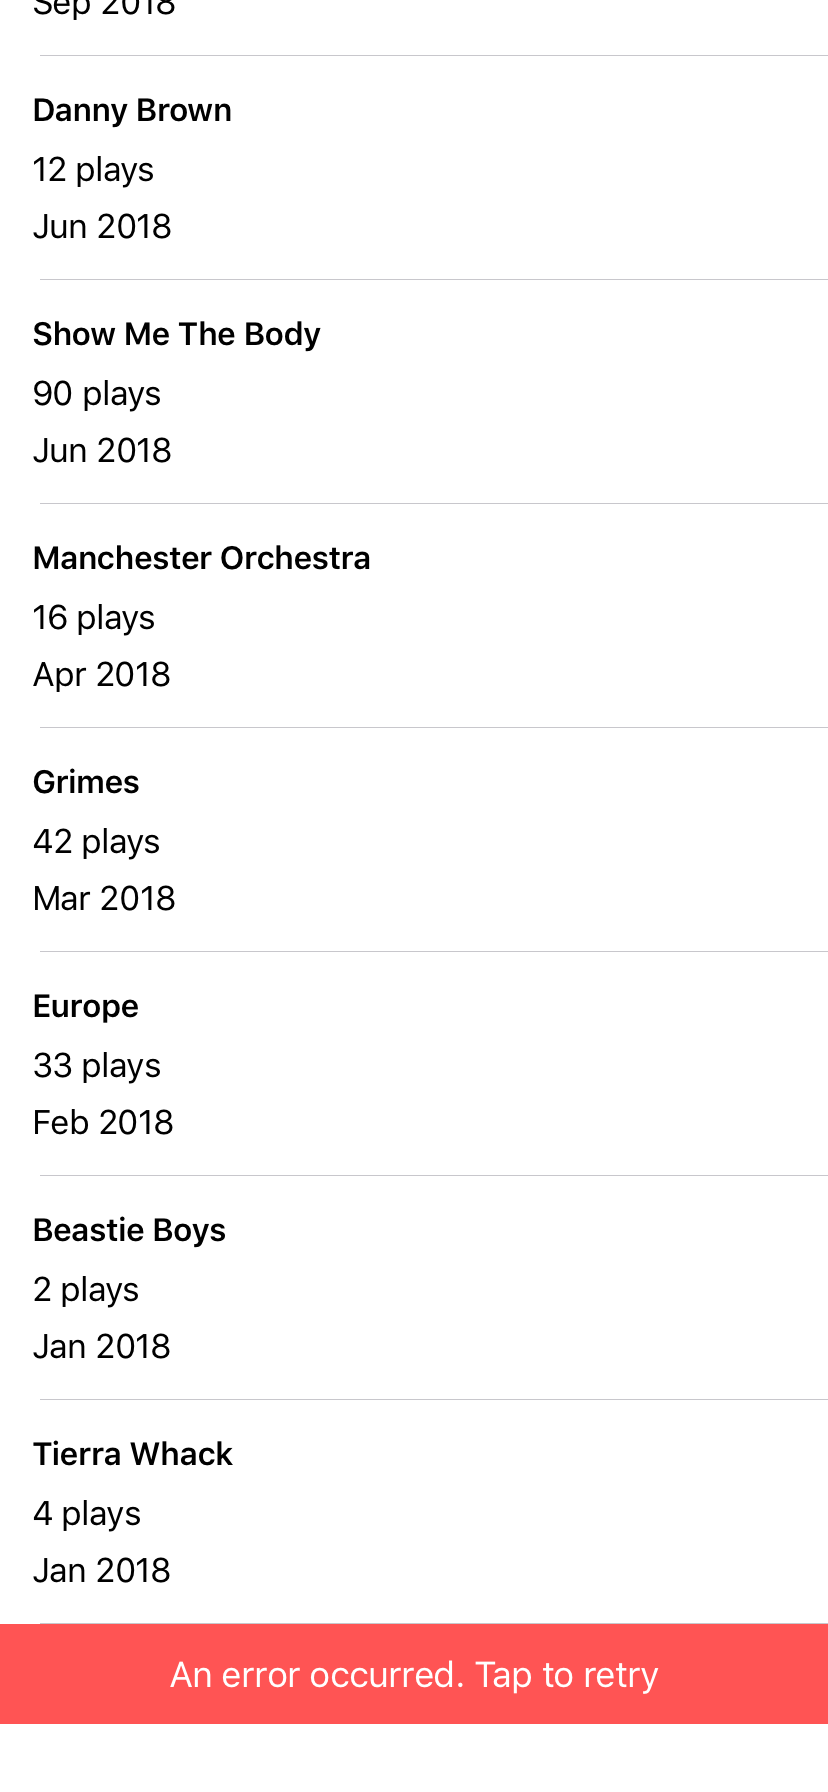 Sep 2018
Danny Brown
12 plays
Jun 2018
Show Me The Body
90 plays
Jun 2018
Manchester Orchestra
16 plays
Apr 2018
Grimes
42 plays
Mar 2018
Europe
33 plays
Feb 2018
Beastie Boys
2 plays
Jan 2018
Tierra Whack
4 plays
Jan 2018
An error occurred. Tap to retry